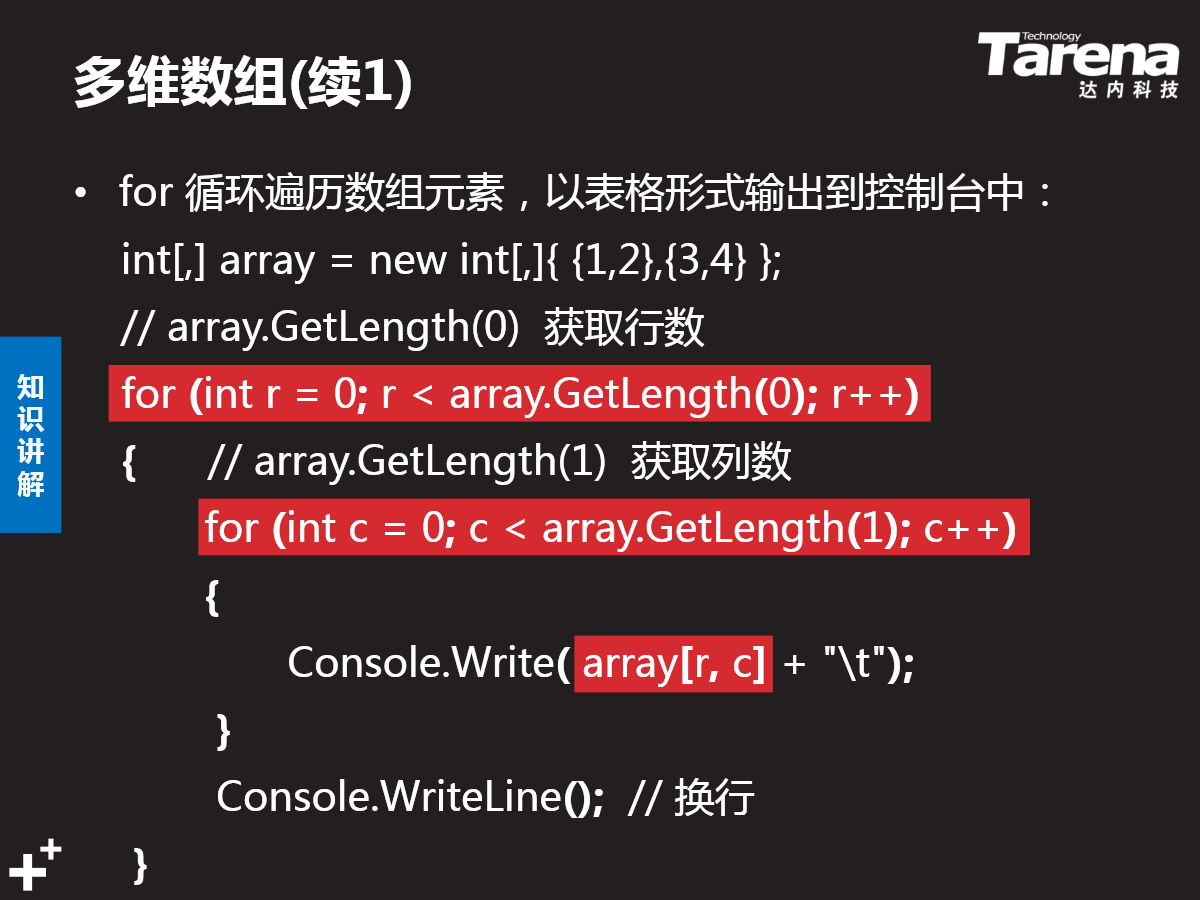 多维数组(续1)
Technology
Tarena
达内科技
• for 循环遍历数组元素，以表格形式输出到控制台中：
int[,] array = new int[,]{ {1,2},{3,4} };
// array.GetLength(0) 获取行数
for (int r = 0; r < array.GetLength(0); r++)
{ // array.GetLength(1) 获取列数
for (int c = 0; c < array.GetLength(1); c++)
{
Console.Write( array[r, c] + "\t");
}
Console.WriteLine(); // 换行
}
知
识
讲
解